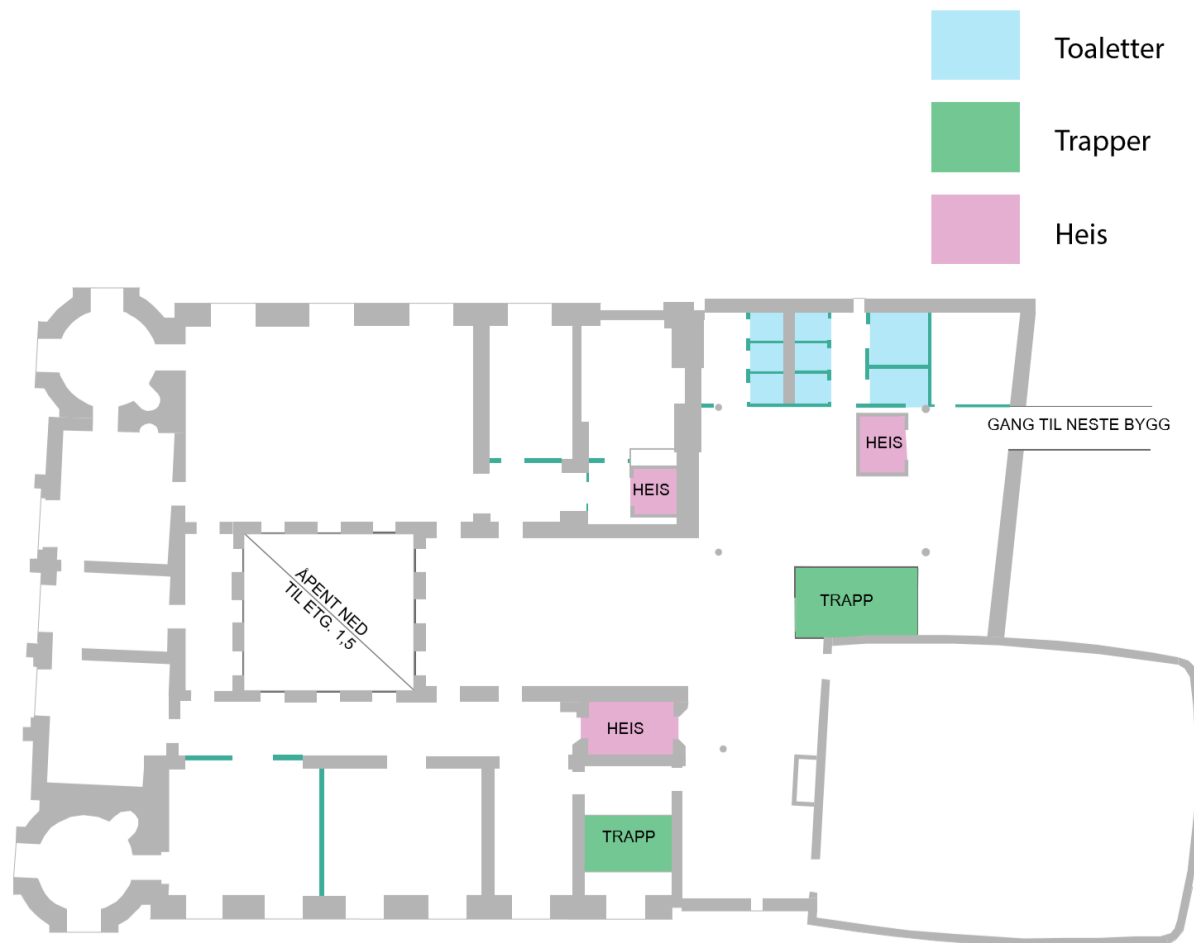 Toaletter
Trapper
Heis
GANG TIL NESTE BYGG
HEIS
HEIS
ÅPENT NED
TIL ETG. 1,5
TRAPP
HEIS
TRAPP